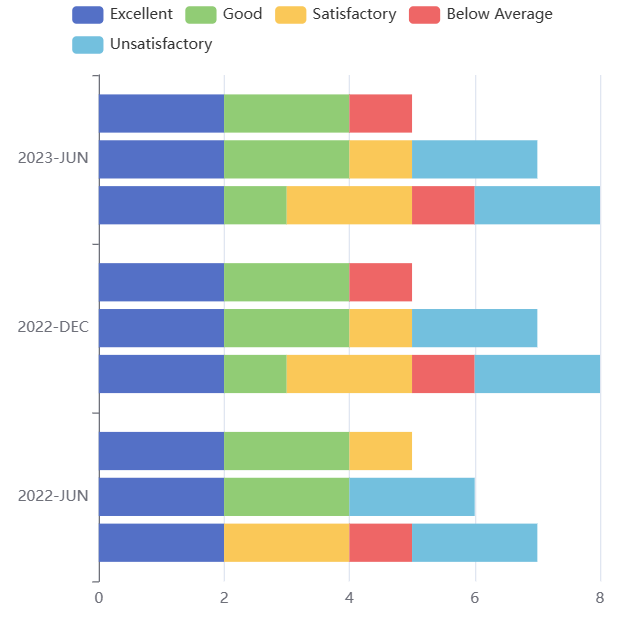 Excellent Good Satisfactory Below Average
Unsatisfactory
2023-JUN
2022-DEC
2022-JUN
0 2 4 6 8